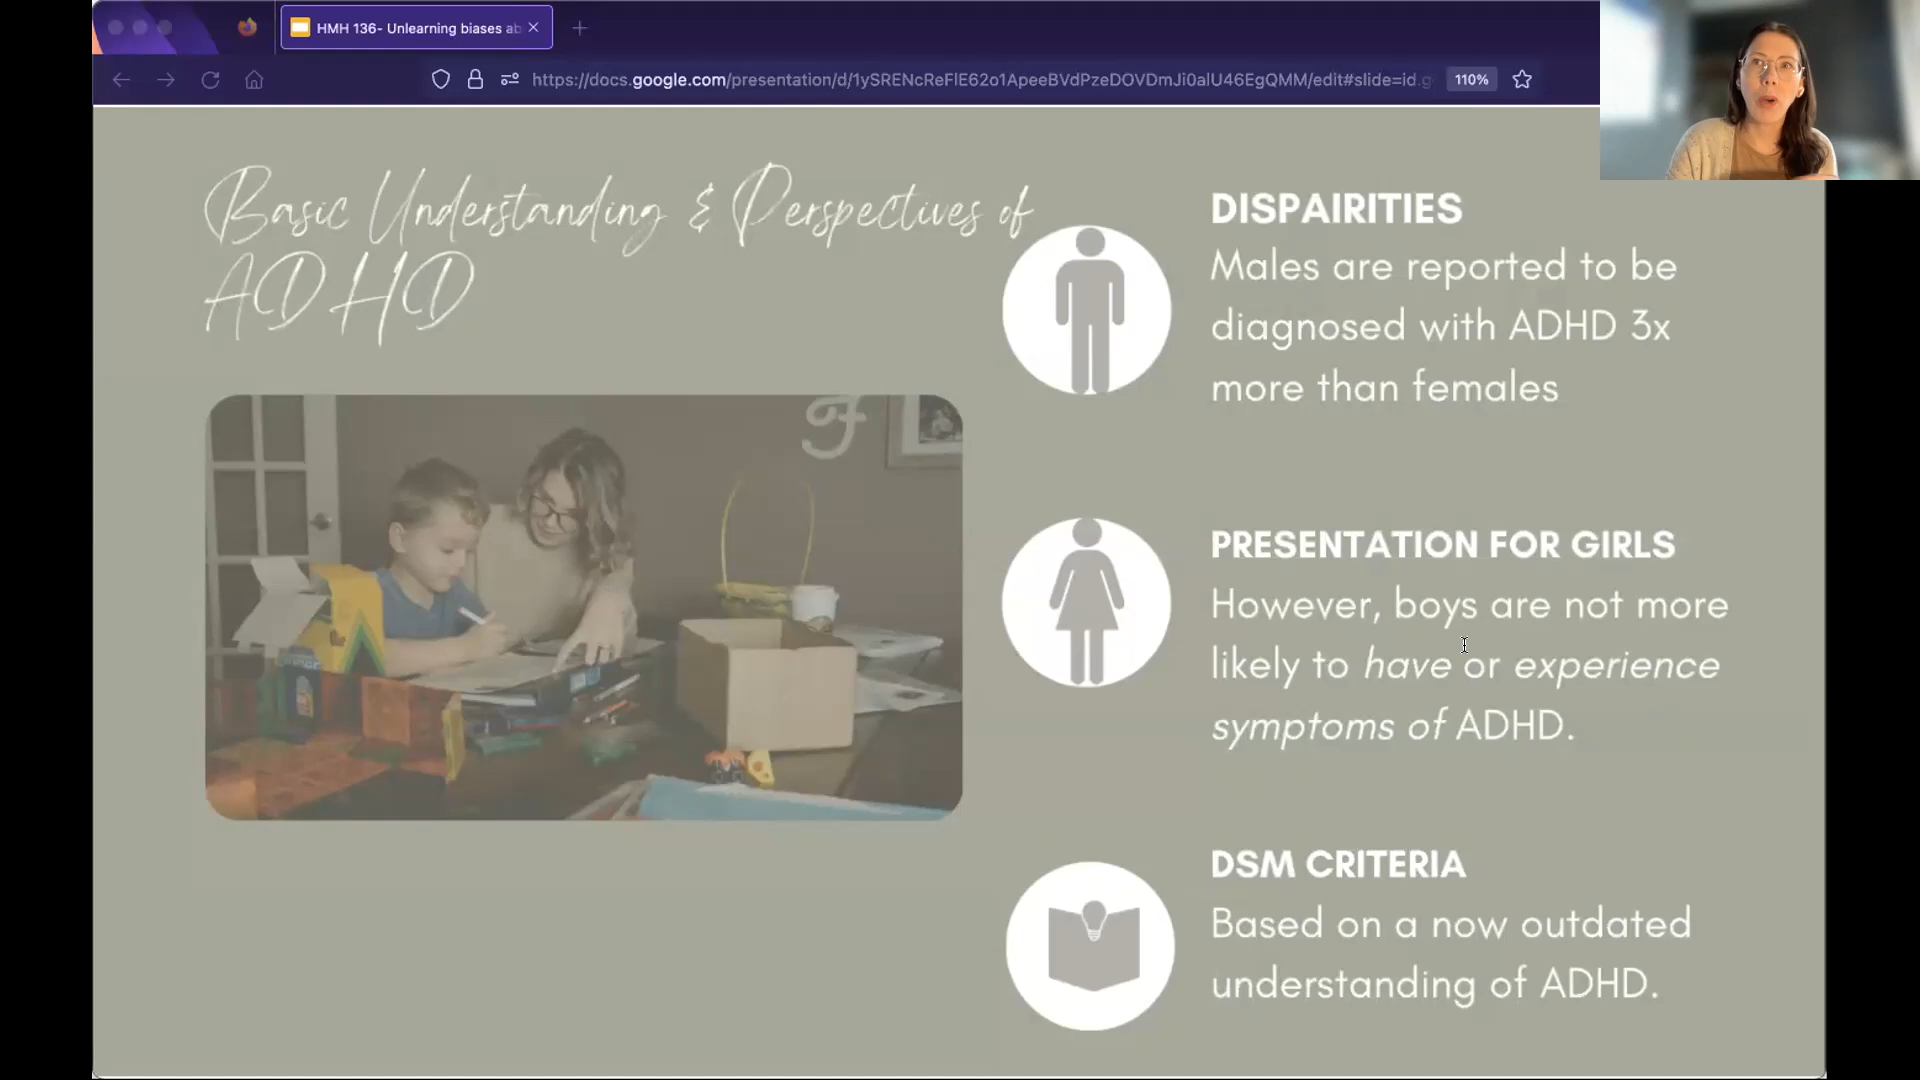 HMH 136- Unlearning biases ab
https://docs.google.com/presentation/d/1ySRENcReFlE62o1ApeeBVdPzeDOVDmJi0alU46EgQMM/edit#slide=id.g
110%
Basic Understanding & Perspectives of
ADHD
DISPAIRITIES
Males are reported to be
diagnosed with ADHD 3x
more than females
PRESENTATION FOR GIRLS
However, boys are not more
likely to have or experience
symptoms of ADHD.
DSM CRITERIA
Based on a now outdated
understanding of ADHD.
F